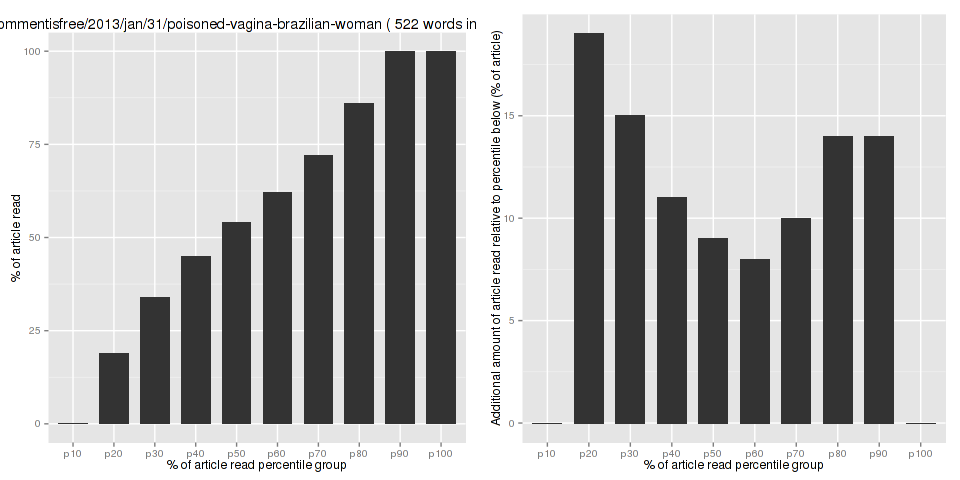 ommentisfree/2013/jan/31/poisoned-vagina-brazilian-woman ( 522 words in
% of article read
100
75
50
25
0
p10 p20 p30 p40 p50 p60 p70 p80 p90 p100
% of article read percentile group
Additional amount of article read relative to percentile below (% of article)
15
10
5
0
p10 p20 p30 p40 p50 p60 p70 p80 p90 p100
% of article read percentile group